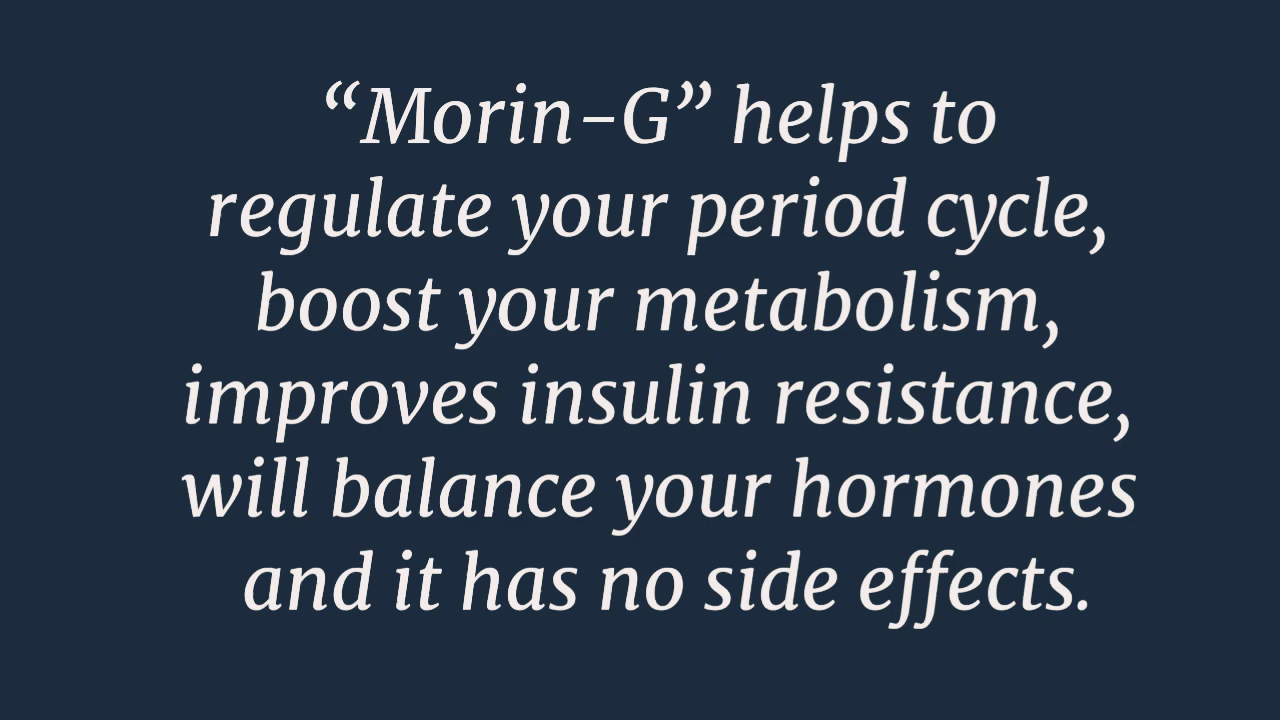 “Morin-G” helps to
regulate your period cycle,
boost your metabolism,
improves insulin resistance,
will balance your hormones
and it has no side effects.